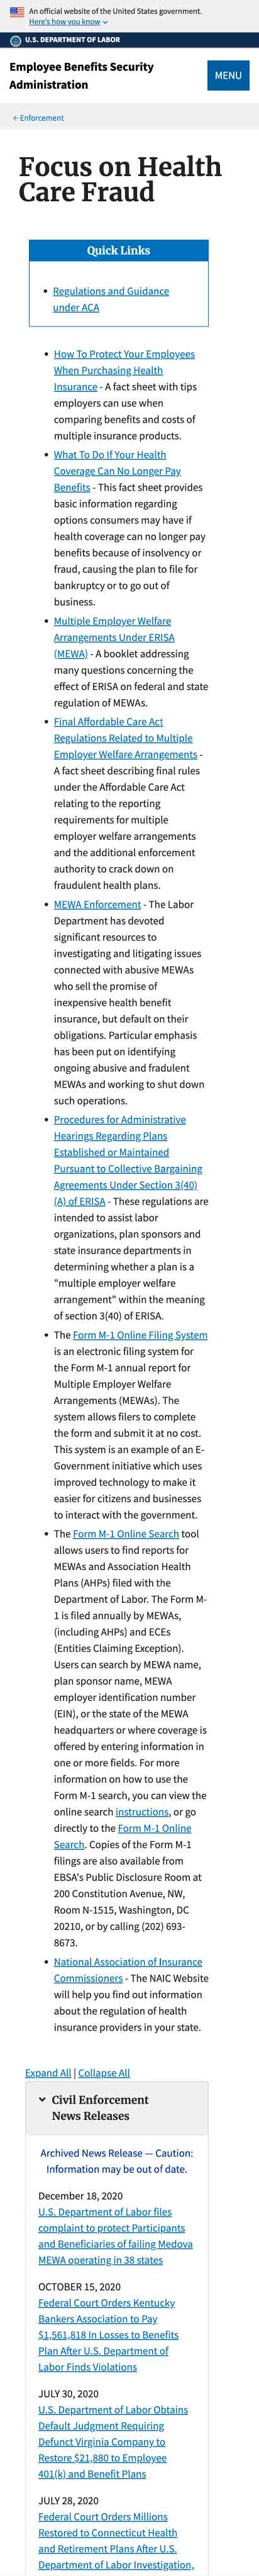 An official website of the United States government.
Here's how you know
U.S. DEPARTMENT OF LABOR
Employee Benefits Security
Administration
MENU
Enforcement
Focus on Health
Care Fraud
Quick Links
• Regulations and Guidance
under ACA
• How To Protect Your Employees
When Purchasing Health
Insurance - A fact sheet with tips
employers can use when
comparing benefits and costs of
multiple insurance products.
• What To Do If Your Health
Coverage Can No Longer Pay
Benefits - This fact sheet provides
basic information regarding
options consumers may have if
health coverage can no longer pay
benefits because of insolvency or
fraud, causing the plan to file for
bankruptcy or to go out of
business.
• Multiple Employer Welfare
Arrangements Under ERISA
(MEWA) - A booklet addressing
many questions concerning the
effect of ERISA on federal and state
regulation of MEWAs.
• Final Affordable Care Act
Regulations Related to Multiple
Employer Welfare Arrangements -
A fact sheet describing final rules
under the Affordable Care Act
relating to the reporting
requirements for multiple
employer welfare arrangements
and the additional enforcement
authority to crack down on
fraudulent health plans.
• MEWA Enforcement - The Labor
Department has devoted
significant resources to
investigating and litigating issues
connected with abusive MEWAs
who sell the promise of
inexpensive health benefit
insurance, but default on their
obligations. Particular emphasis
has been put on identifying
ongoing abusive and fradulent
MEWAs and working to shut down
such operations.
• Procedures for Administrative
Hearings Regarding Plans
Established or Maintained
Pursuant to Collective Bargaining
Agreements Under Section 3(40)
(A) of ERISA - These regulations are
intended to assist labor
organizations, plan sponsors and
state insurance departments in
determining whether a plan is a
"multiple employer welfare
arrangement" within the meaning
of section 3(40) of ERISA.
• The Form M-1 Online Filing System
is an electronic filing system for
the Form M-1 annual report for
Multiple Employer Welfare
Arrangements (MEWAs). The
system allows filers to complete
the form and submit it at no cost.
This system is an example of an E-
Government initiative which uses
improved technology to make it
easier for citizens and businesses
to interact with the government.
• The Form M-1 Online Search tool
allows users to find reports for
MEWAs and Association Health
Plans (AHPs) filed with the
Department of Labor. The Form M-
1 is filed annually by MEWAs,
(including AHPs) and ECEs
(Entities Claiming Exception).
Users can search by MEWA name,
plan sponsor name, MEWA
employer identification number
(EIN), or the state of the MEWA
headquarters or where coverage is
offered by entering information in
one or more fields. For more
information on how to use the
Form M-1 search, you can view the
online search instructions, or go
directly to the Form M-1 Online
Search. Copies of the Form M-1
filings are also available from
EBSA's Public Disclosure Room at
200 Constitution Avenue, NW,
Room N-1515, Washington, DC
20210, or by calling (202) 693-
8673.
• National Association of Insurance
Commissioners - The NAIC Website
will help you find out information
about the regulation of health
insurance providers in your state.
Expand All | Collapse All
Civil Enforcement
News Releases
Archived News Release — Caution:
Information may be out of date.
December 18, 2020
U.S. Department of Labor files
complaint to protect Participants
and Beneficiaries of failing Medova
MEWA operating in 38 states
OCTOBER 15, 2020
Federal Court Orders Kentucky
Bankers Association to Pay
$1,561,818 In Losses to Benefits
Plan After U.S. Department of
Labor Finds Violations
JULY 30, 2020
U.S. Department of Labor Obtains
Default Judgment Requiring
Defunct Virginia Company to
Restore $21,880 to Employee
401(k) and Benefit Plans
JULY 28, 2020
Federal Court Orders Millions
Restored to Connecticut Health
and Retirement Plans After U.S.
Department of Labor Investigation,